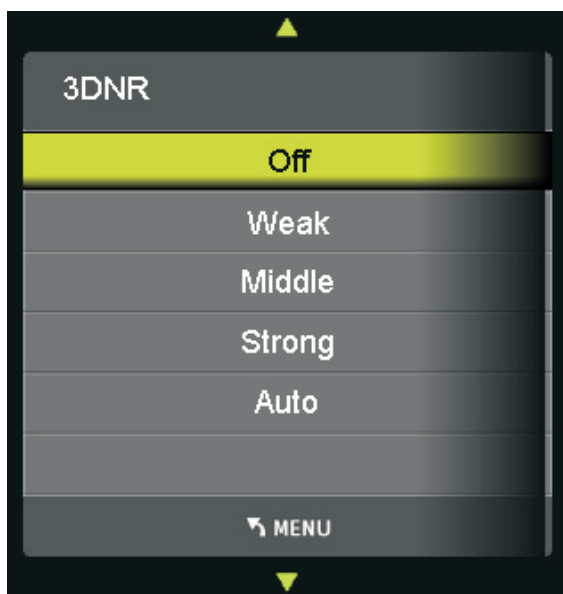 3DNR
Off
Weak
Middle
Strong
Auto
MENU